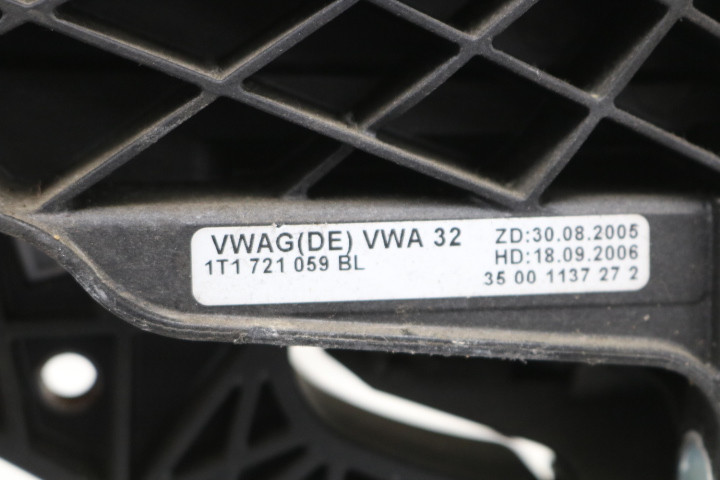 VWAG(DE) VWA 32 ZD:30.08.2005
1T1 721 059 BL HD:18.09.2006
35 00 1137 27 2